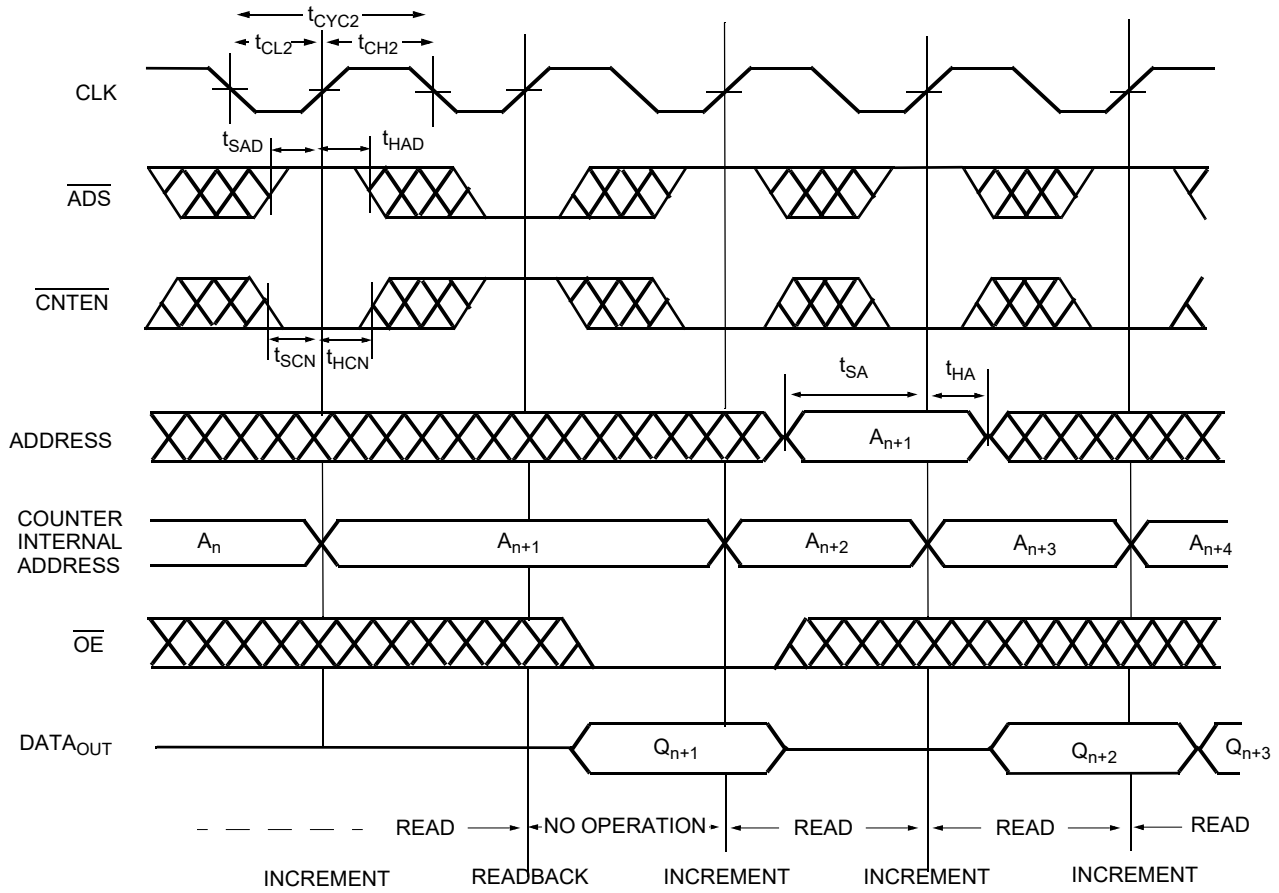 tCYC2
tCL2 tCH2
CLK
tSAD tHAD
ADS
CNTEN
tSCN tHCN
tSA tHA
ADDRESS An+1
COUNTER
INTERNAL
ADDRESS
An An+1 An+2 An+3 An+4
OE
DATAOUT Qn+1 Qn+2 Qn+3
READ NO OPERATION READ READ READ
INCREMENT READBACK INCREMENT INCREMENT INCREMENT